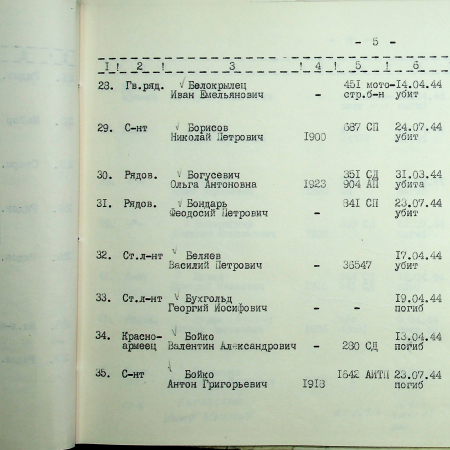 - 5 -
1 ! 2 ! 3 ! 4 ! 5 ! 6
28. Гв.ряд. √ Белокрылец 451 мото- 14.04.44
Иван Емельянович - стр.б-н убит
29. С-нт √ Борисов 687 СП 24.07.44
Николай Петрович 1900 убит
30. Рядов. √ Богусевич 351 СД 31.03.44
Ольга Антоновна 1923 904 АП убита
31. Рядов. √ Бондарь 841 СП 23.07.44
Феодосий Петрович - убит
32. Ст.л-нт √ Беляев 17.04.44
Василий Петрович - 36547 убит
33. Ст.л-нт √ Бухгольд 19.04.44
Георгий Иосифович - - погиб
34. Красно- √ Бойко 13.04.44
армеец Валентин Александрович - 280 СД погиб
35. С-нт √ Бойко 1642 АИТП 23.07.44
Антон Григорьевич 1918 погиб